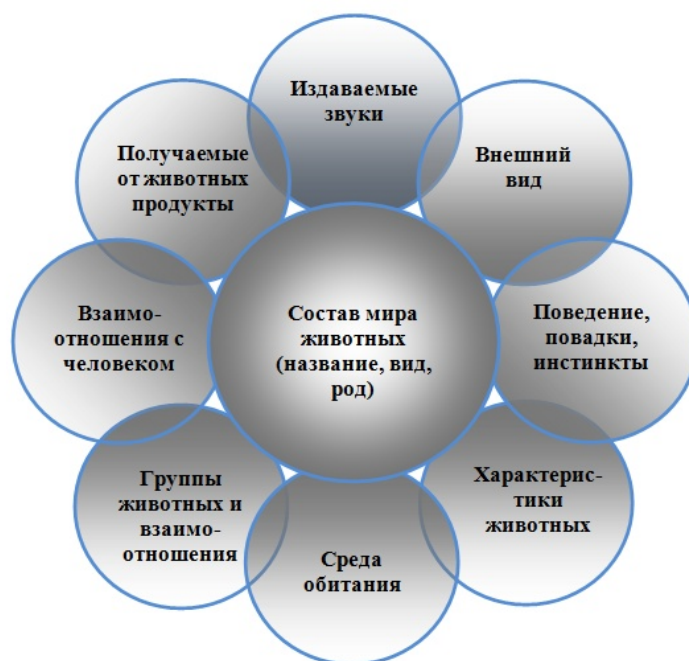 Издаваемые
звуки
Внешний
вид
Поведение,
повадки,
инстинкты
Характерис-
тики
животных
Среда
обитания
Группы
животных и
взаимо-
отношения
Взаимо-
отношения с
человеком
Получаемые
от животных
продукты
Состав мира
животных
(название, вид,
род)